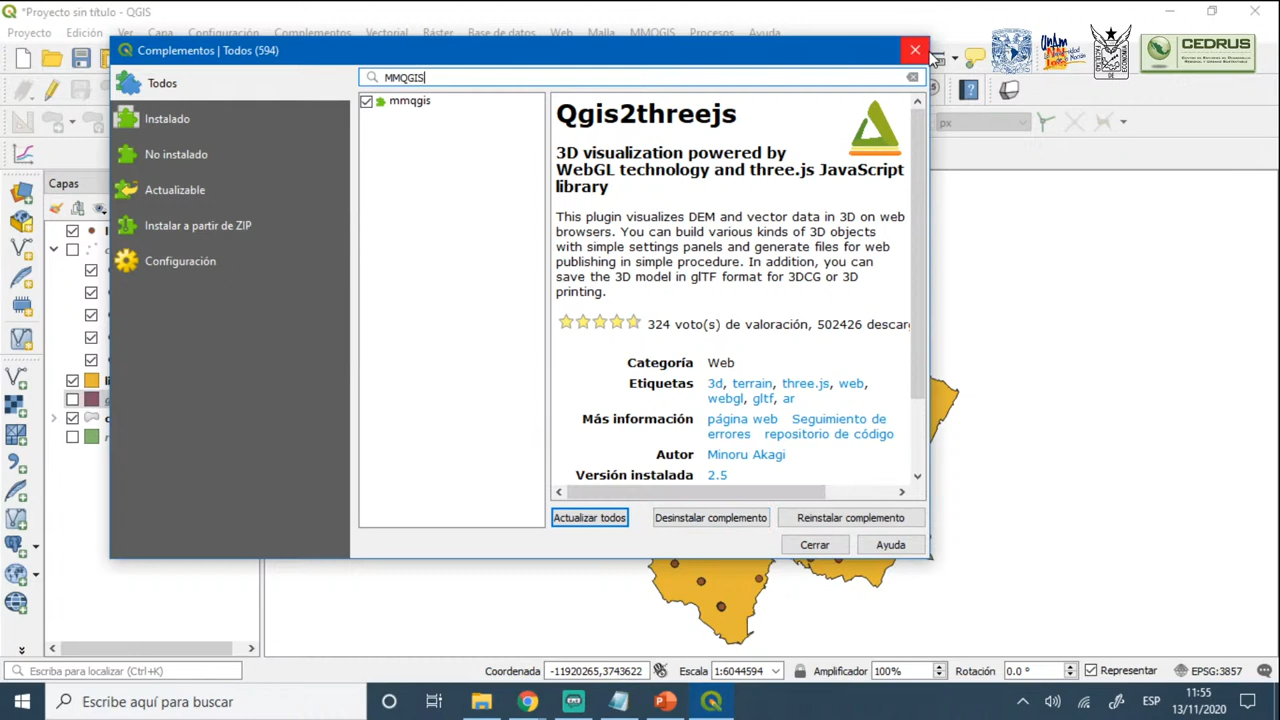 *Proyecto sin título - QGIS
Proyecto Edición Ver Capa Configuración Complementos Vectorial Ráster Base de datos Web Malla MMQGIS Procesos Ayuda
Complementos | Todos (594)
CEDRUS
Todos
MMQGIS
Instalado
No instalado
Actualizable
Instalar a partir de ZIP
Configuración
mmqgis
Qgis2threejs
3D visualization powered by
WebGL technology and three.js JavaScript
library
This plugin visualizes DEM and vector data in 3D on web
browsers. You can build various kinds of 3D objects
with simple settings panels and generate files for web
publishing in simple procedure. In addition, you can
save the 3D model in glTF format for 3DCG or 3D
printing.
324 voto(s) de valoración, 502426 descar
Categoría Web
Etiquetas 3d, terrain, three.js, web,
webgl, gltf, ar
Más información página web Seguimiento de
errores repositorio de código
Autor Minoru Akagi
Versión instalada 2.5
Actualizar todos Desinstalar complemento Reinstalar complemento
Cerrar Ayuda
px
Capas
Escriba para localizar (Ctrl+K)
Coordenada -11920265,3743622 Escala 1:6044594 Amplificador 100% Rotación 0.0 ° Representar EPSG:3857
Escribe aquí para buscar
ESP
11:55
13/11/2020